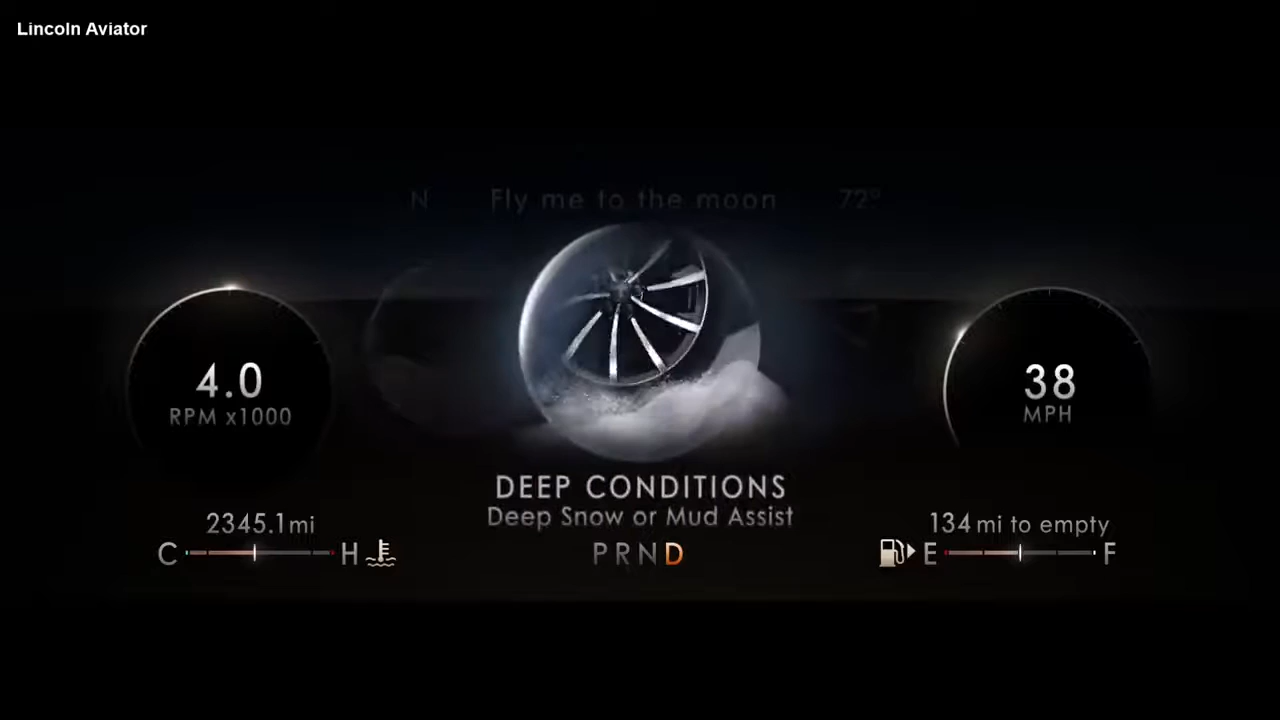 Lincoln Aviator
N Fly me to the moon 72°
4.0
RPM x1000
38
MPH
DEEP CONDITIONS
Deep Snow or Mud Assist
2345.1mi
134 mi to empty
C H
PRND
E F